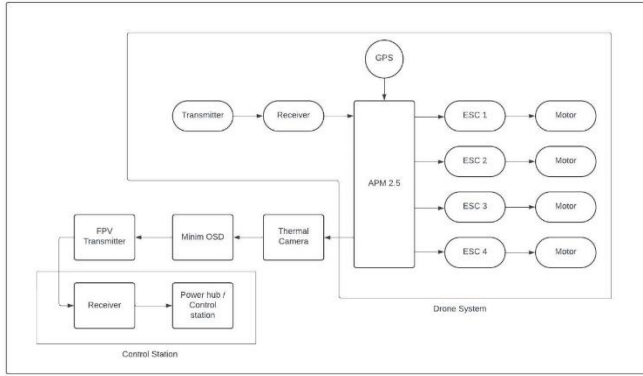 GPS
Transmitter
Receiver
APM 2.5
ESC 1
Motor
ESC 2
Motor
ESC 3
Motor
ESC 4
Motor
FPV
Transmitter
Minim OSD
Thermal
Camera
Receiver
Power hub /
Control
station
Drone System
Control Station